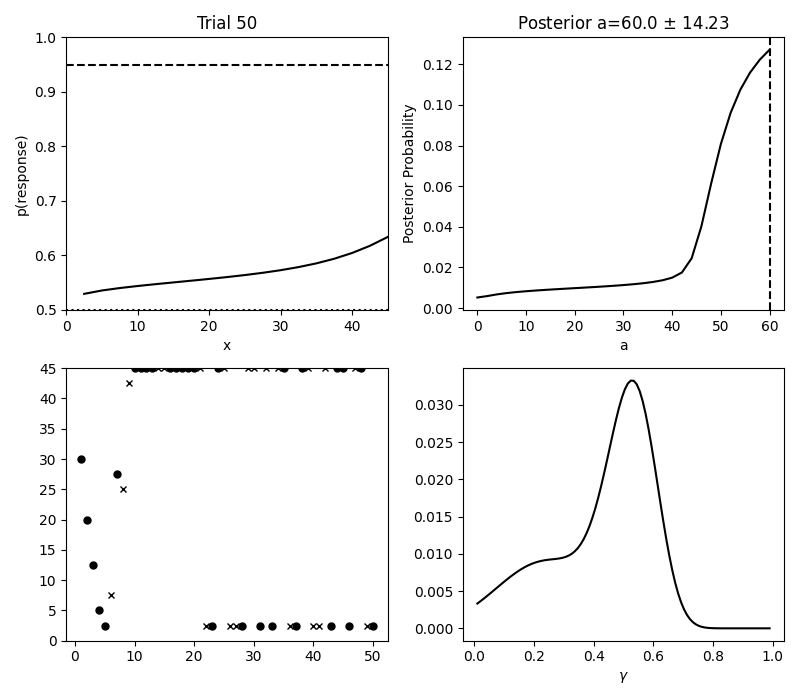 Trial 50
1.0
0.9
0.8
0.7
0.6
0.5
p(response)
0 10 20 30 40
x
Posterior a=60.0 ± 14.23
0.12
0.10
0.08
0.06
0.04
0.02
0.00
Posterior Probability
0 10 20 30 40 50 60
a
45
40
35
30
25
20
15
10
5
0
0 10 20 30 40 50
0.030
0.025
0.020
0.015
0.010
0.005
0.000
0.0 0.2 0.4 0.6 0.8 1.0
γ